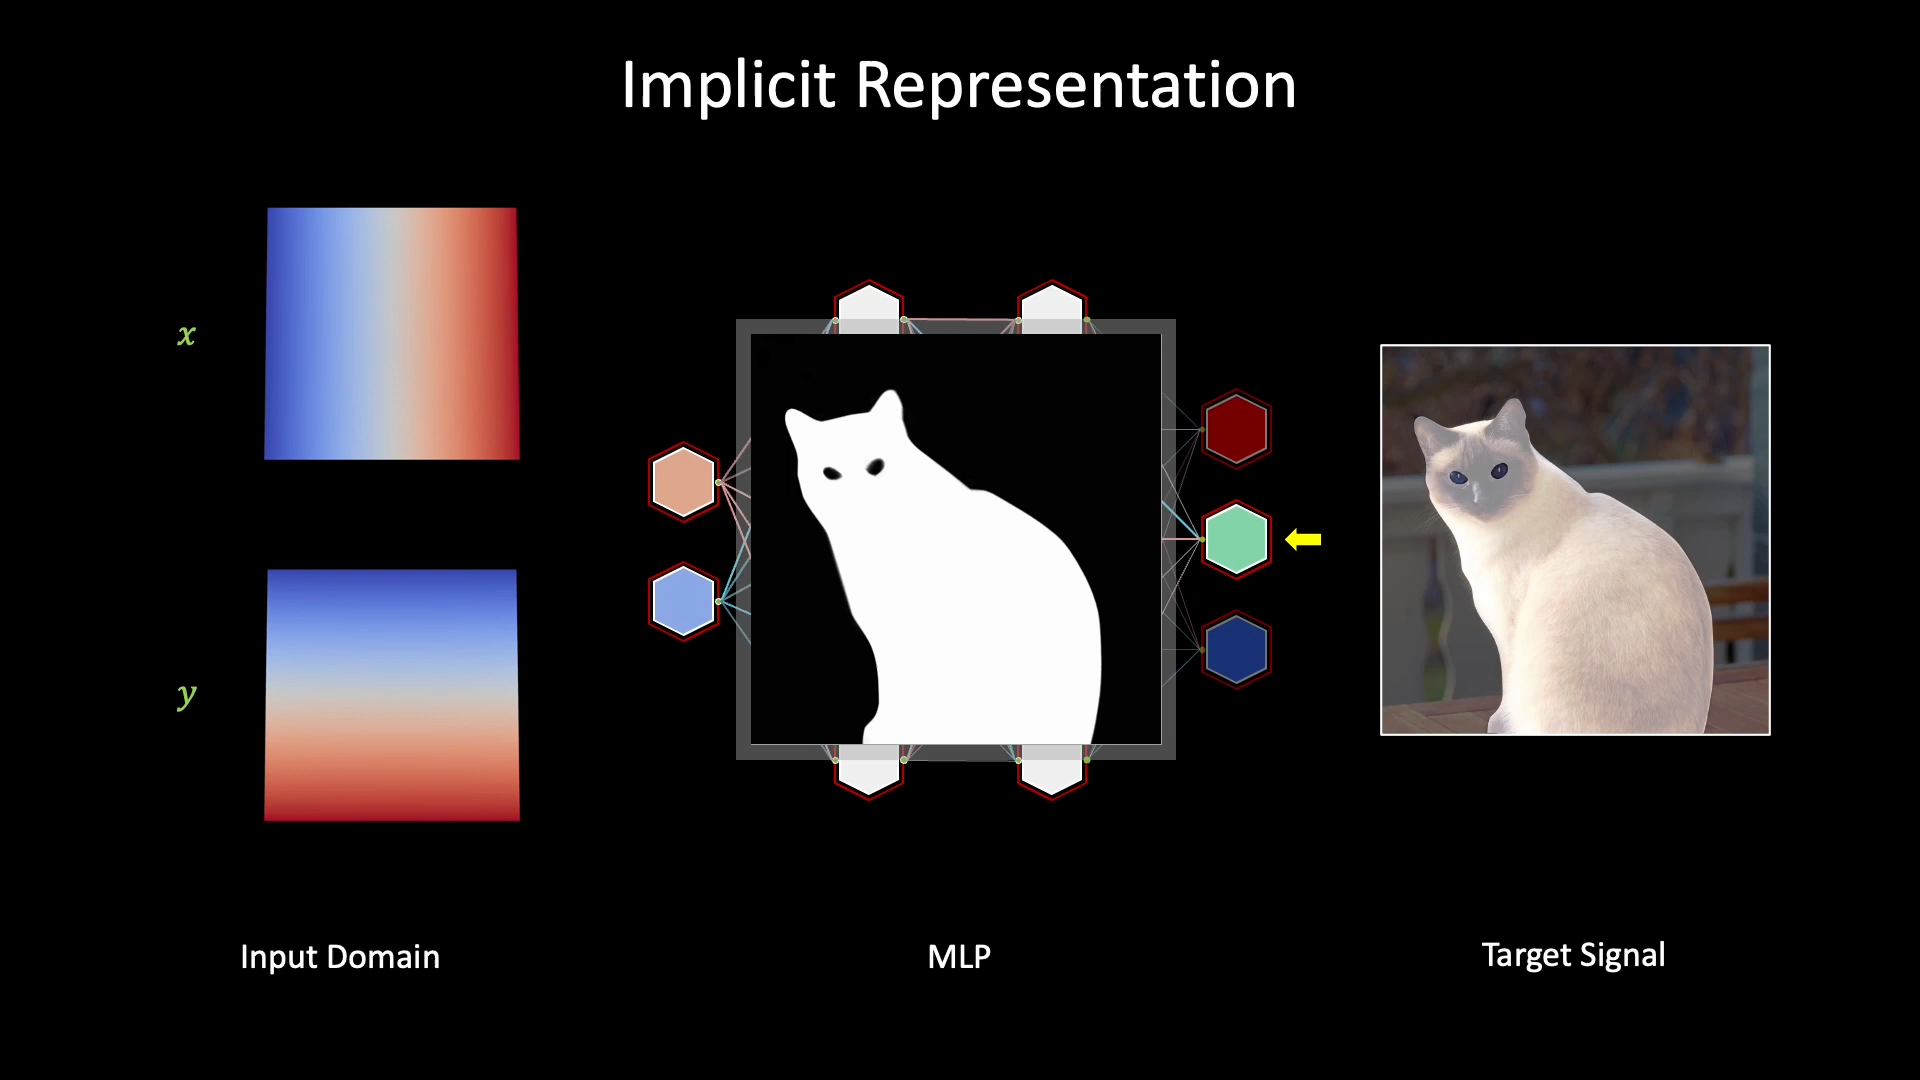 Implicit Representation
x
y
Input Domain
MLP
Target Signal